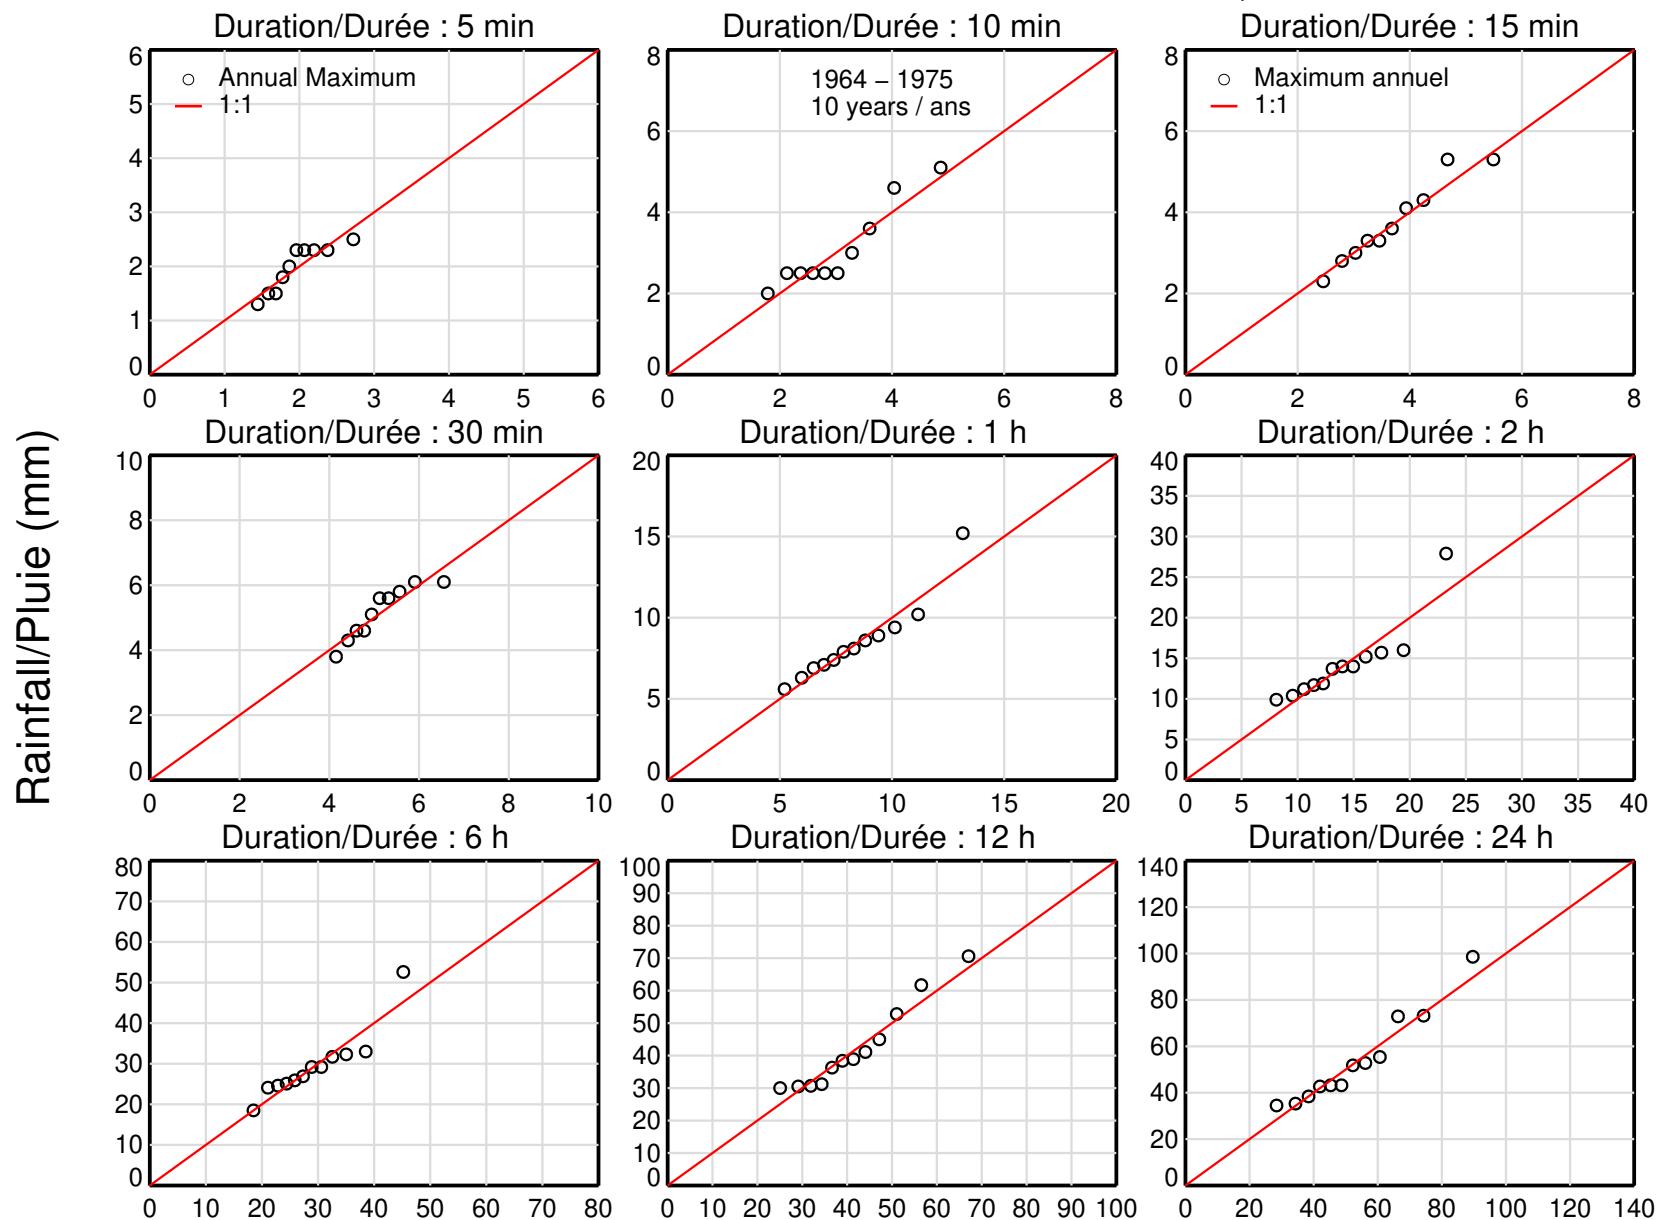 Duration/Durée : 5 min
Duration/Durée : 10 min
Duration/Durée : 15 min
6
5
4
3
2
1
0
0 1 2 3 4 5 6
Annual Maximum
1:1
8
6
4
2
0
0 2 4 6 8
1964 – 1975
10 years / ans
8
6
4
2
0
0 2 4 6 8
Maximum annuel
1:1
Rainfall/Pluie (mm)
Duration/Durée : 30 min
Duration/Durée : 1 h
Duration/Durée : 2 h
10
8
6
4
2
0
0 2 4 6 8 10
20
15
10
5
0
0 5 10 15 20
40
35
30
25
20
15
10
5
0
0 5 10 15 20 25 30 35 40
Duration/Durée : 6 h
Duration/Durée : 12 h
Duration/Durée : 24 h
80
70
60
50
40
30
20
10
0
0 10 20 30 40 50 60 70 80
100
90
80
70
60
50
40
30
20
10
0
0 10 20 30 40 50 60 70 80 90 100
140
120
100
80
60
40
20
0
0 20 40 60 80 100 120 140